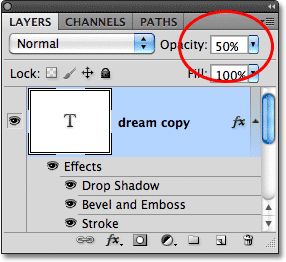 LAYERS CHANNELS PATHS
Normal Opacity: 50%
Lock: Fill: 100%
T dream copy fx
Effects
Drop Shadow
Bevel and Emboss
Stroke
fx.